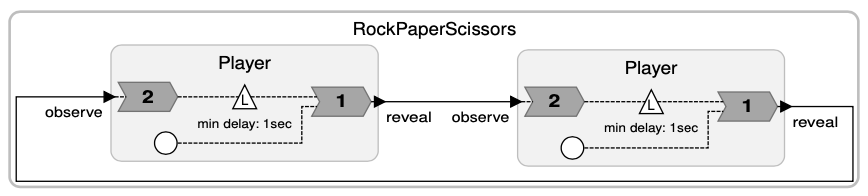 RockPaperScissors
Player
2
L
1
min delay: 1sec
observe
reveal
Player
2
L
1
min delay: 1sec
observe
reveal